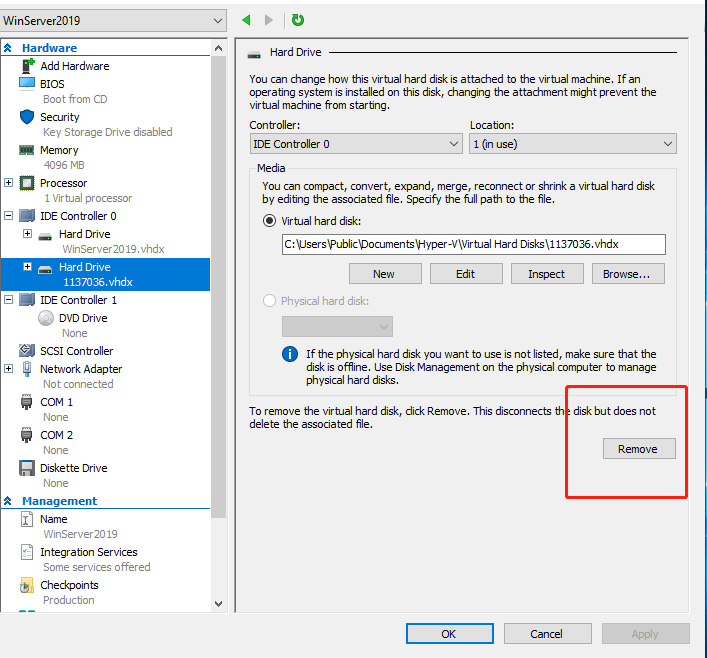 WinServer2019
Hardware
Add Hardware
BIOS
Boot from CD
Security
Key Storage Drive disabled
Memory
4096 MB
Processor
1 Virtual processor
IDE Controller 0
Hard Drive
WinServer2019.vhdx
Hard Drive
1137036.vhdx
IDE Controller 1
DVD Drive
None
SCSI Controller
Network Adapter
Not connected
COM 1
None
COM 2
None
Diskette Drive
None
Management
Name
WinServer2019
Integration Services
Some services offered
Checkpoints
Production
Hard Drive
You can change how this virtual hard disk is attached to the virtual machine. If an
operating system is installed on this disk, changing the attachment might prevent the
virtual machine from starting.
Controller:
Location:
IDE Controller 0
1 (in use)
Media
You can compact, convert, expand, merge, reconnect or shrink a virtual hard disk
by editing the associated file. Specify the full path to the file.
Virtual hard disk:
C:\Users\Public\Documents\Hyper-V\Virtual Hard Disks\1137036.vhdx
New
Edit
Inspect
Browse...
Physical hard disk:
If the physical hard disk you want to use is not listed, make sure that the
disk is offline. Use Disk Management on the physical computer to manage
physical hard disks.
To remove the virtual hard disk, click Remove. This disconnects the disk but does not
delete the associated file.
Remove
OK
Cancel
Apply